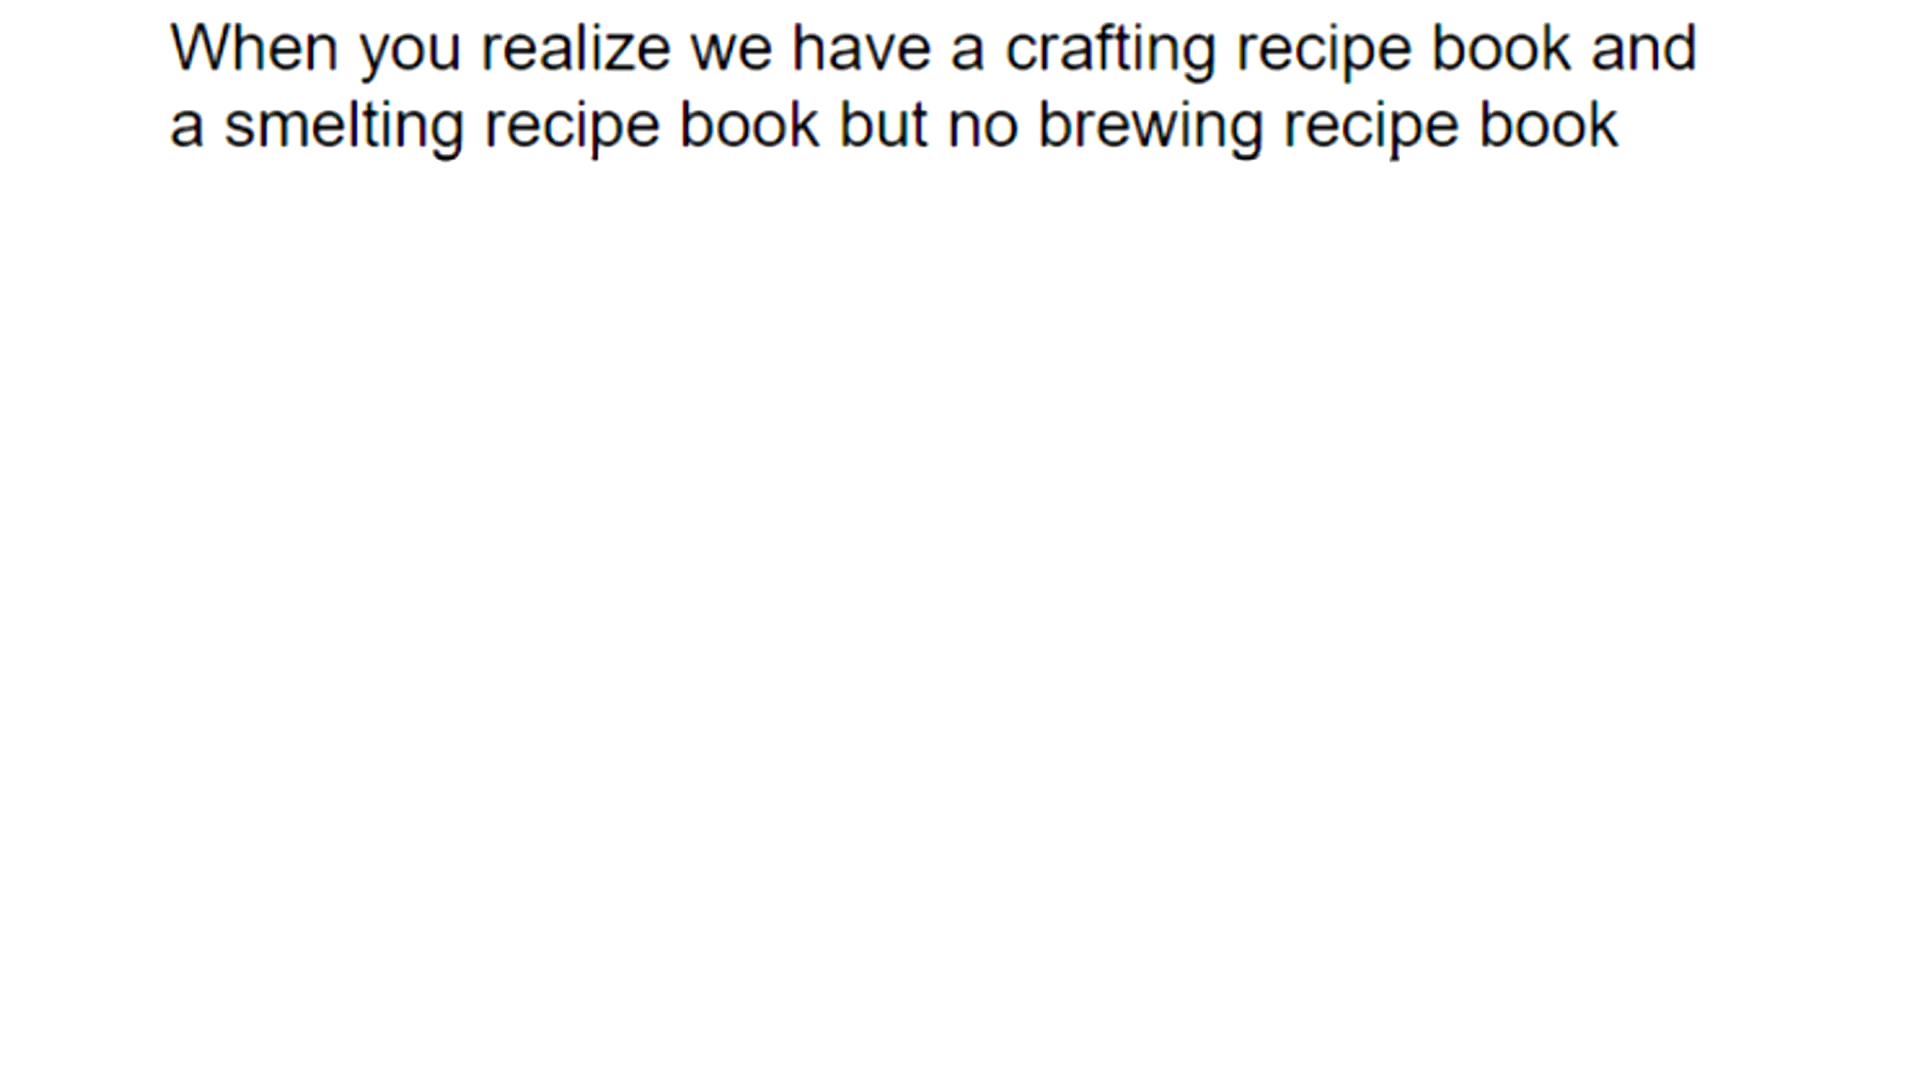 When you realize we have a crafting recipe book and
a smelting recipe book but no brewing recipe book